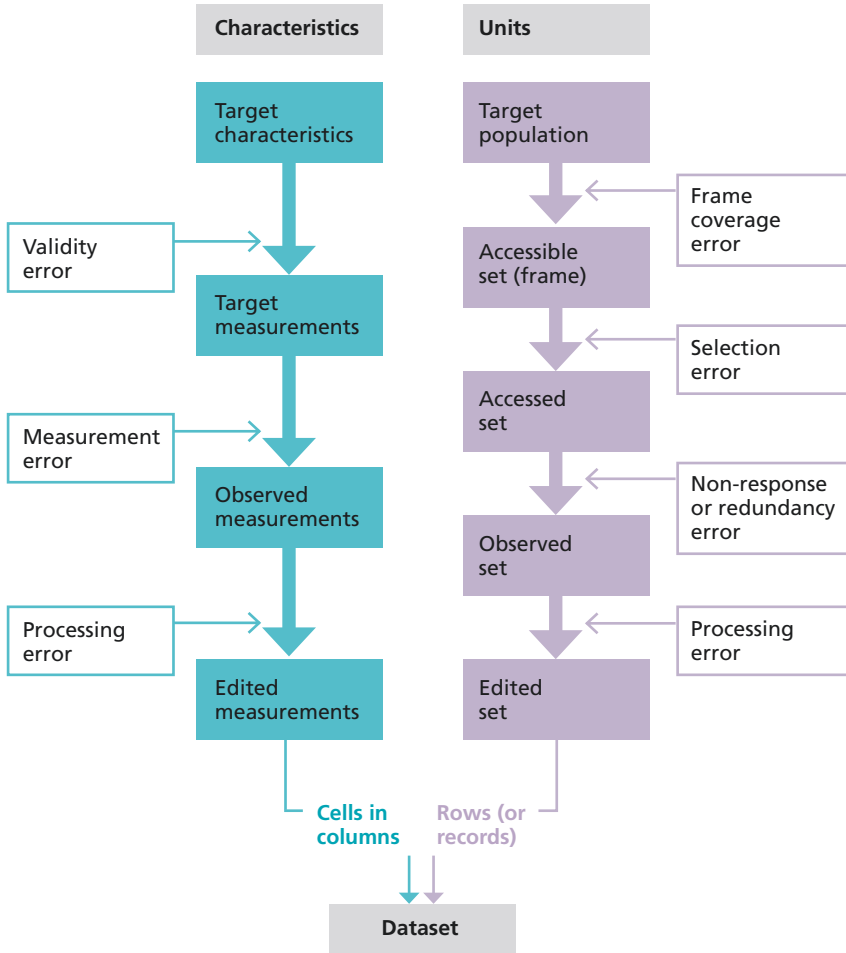 Characteristics
Units
Target
characteristics
Target
population
Frame
coverage
error
Validity
error
Accessible
set (frame)
Target
measurements
Selection
error
Accessed
set
Measurement
error
Non-response
or redundancy
error
Observed
measurements
Observed
set
Processing
error
Processing
error
Edited
measurements
Edited
set
Cells in
columns
Rows (or
records)
Dataset